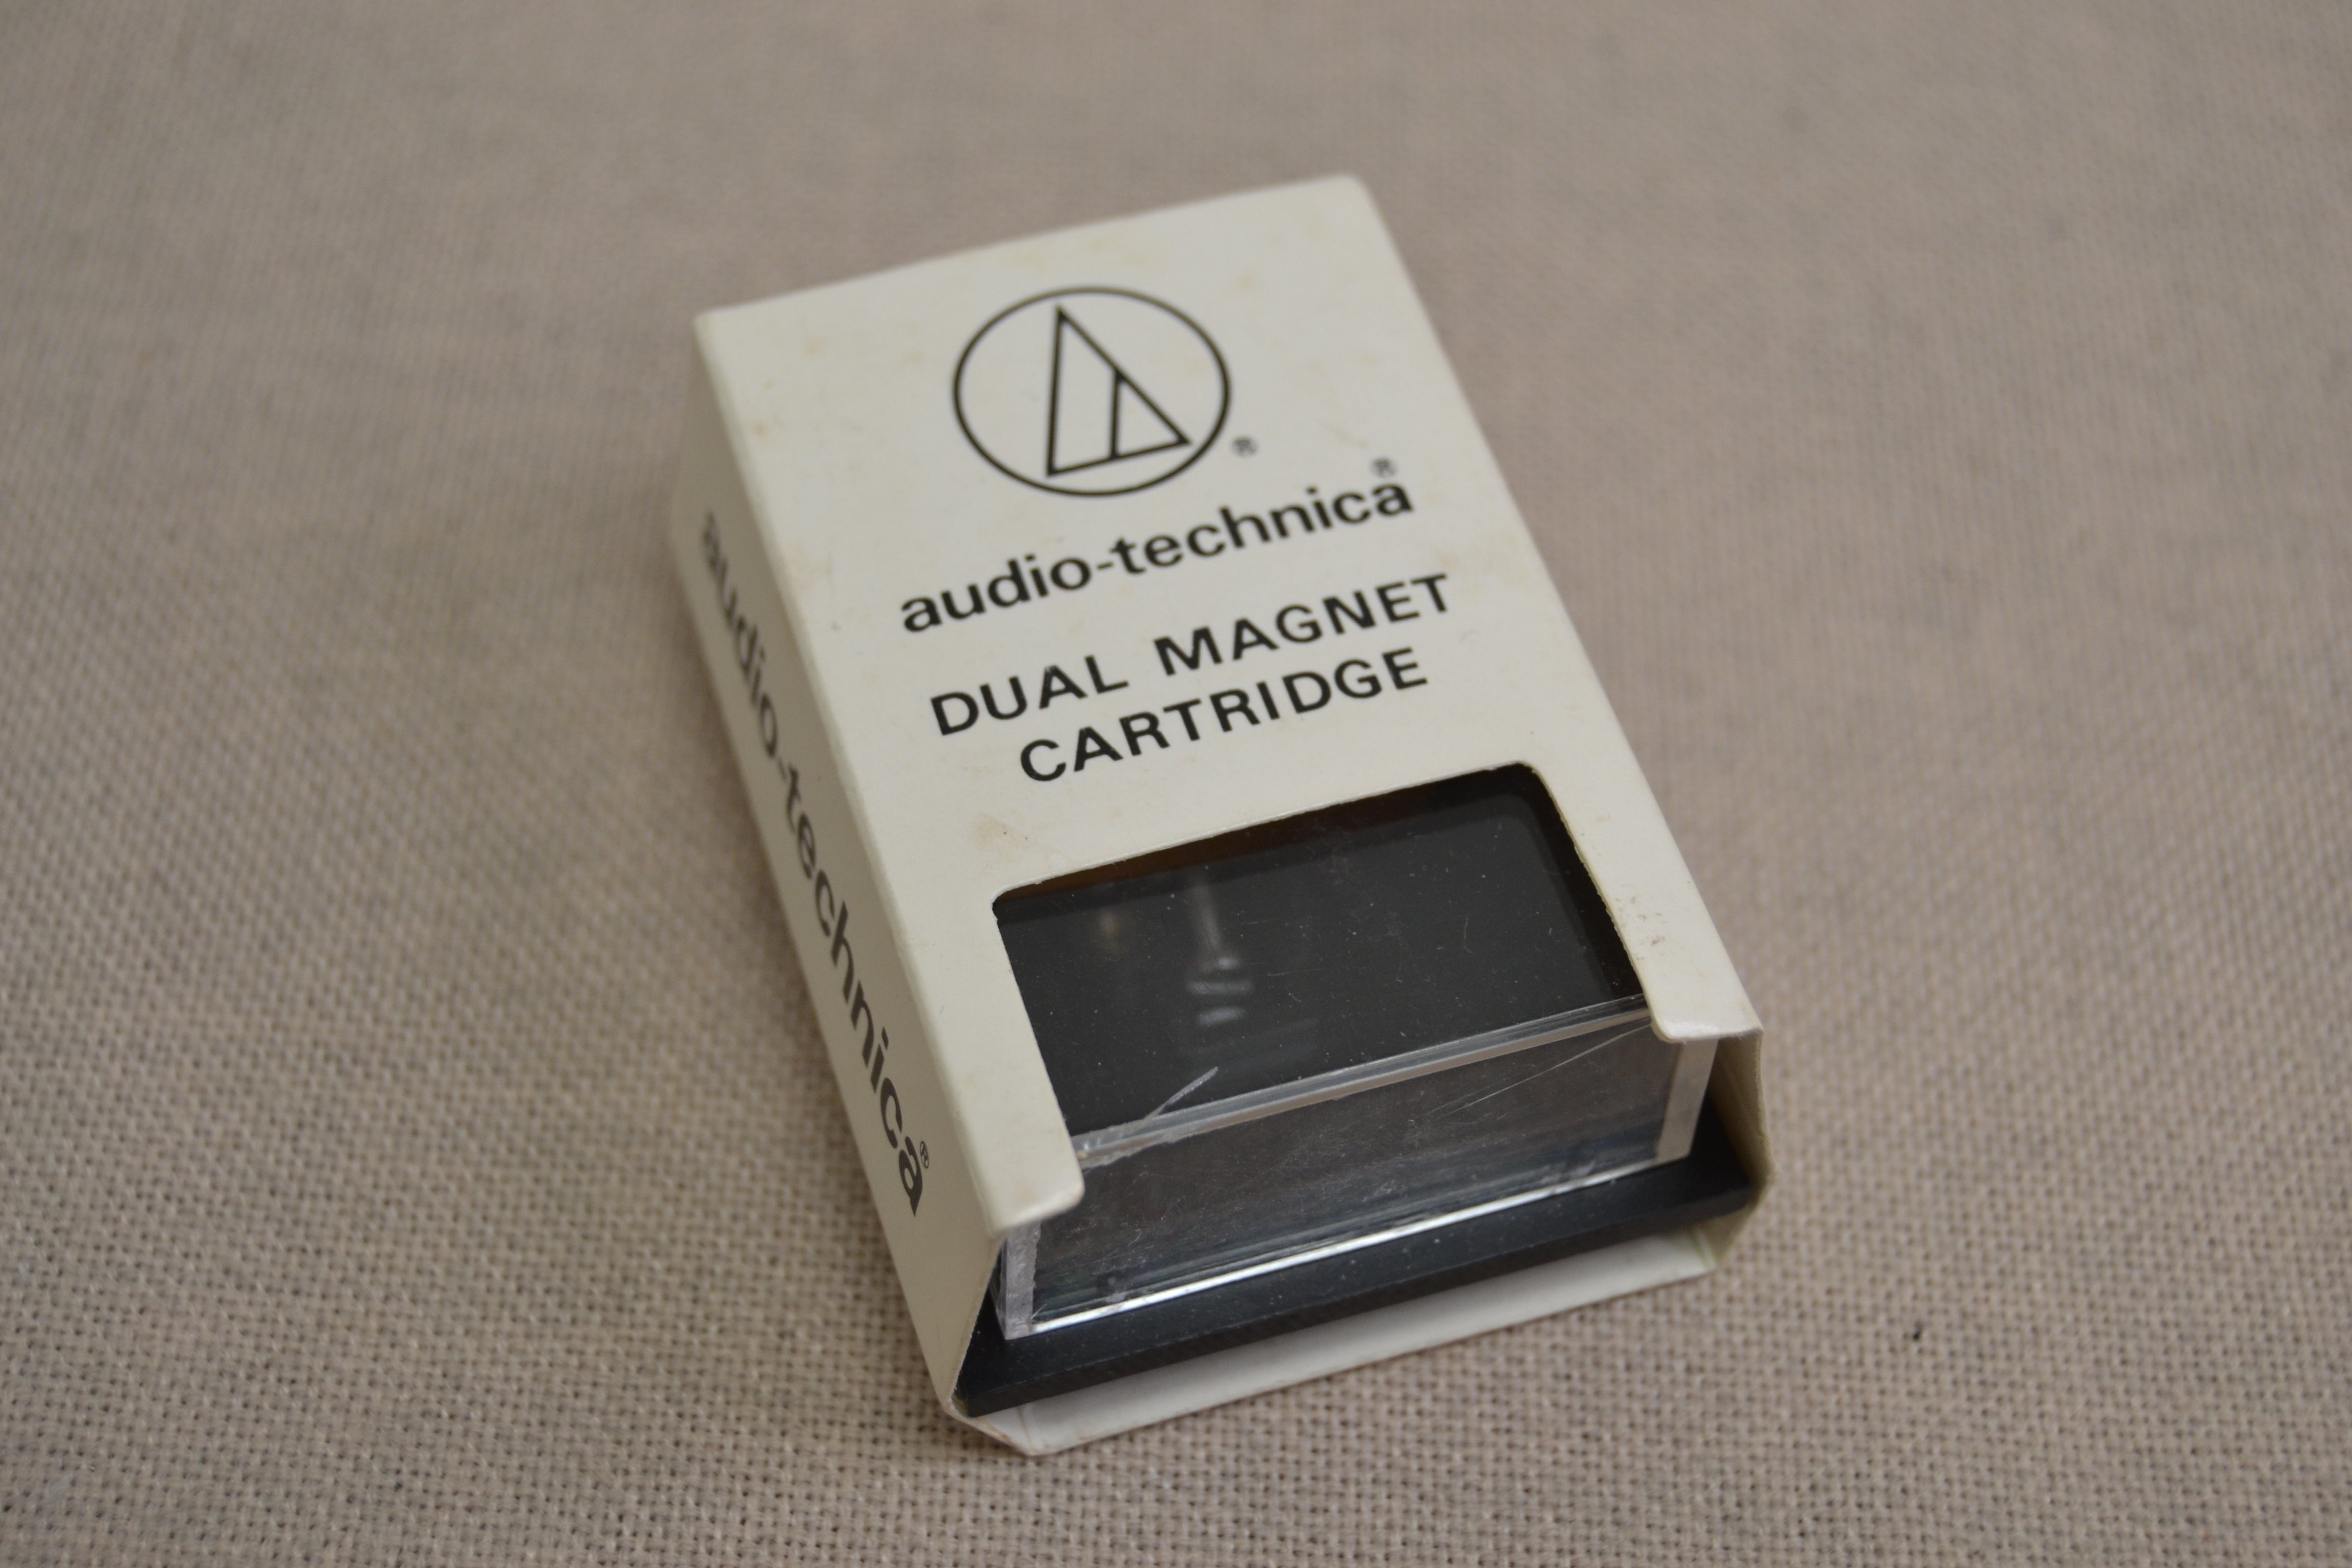 ®
audio-technica®
DUAL MAGNET
CARTRIDGE
audio-technica®